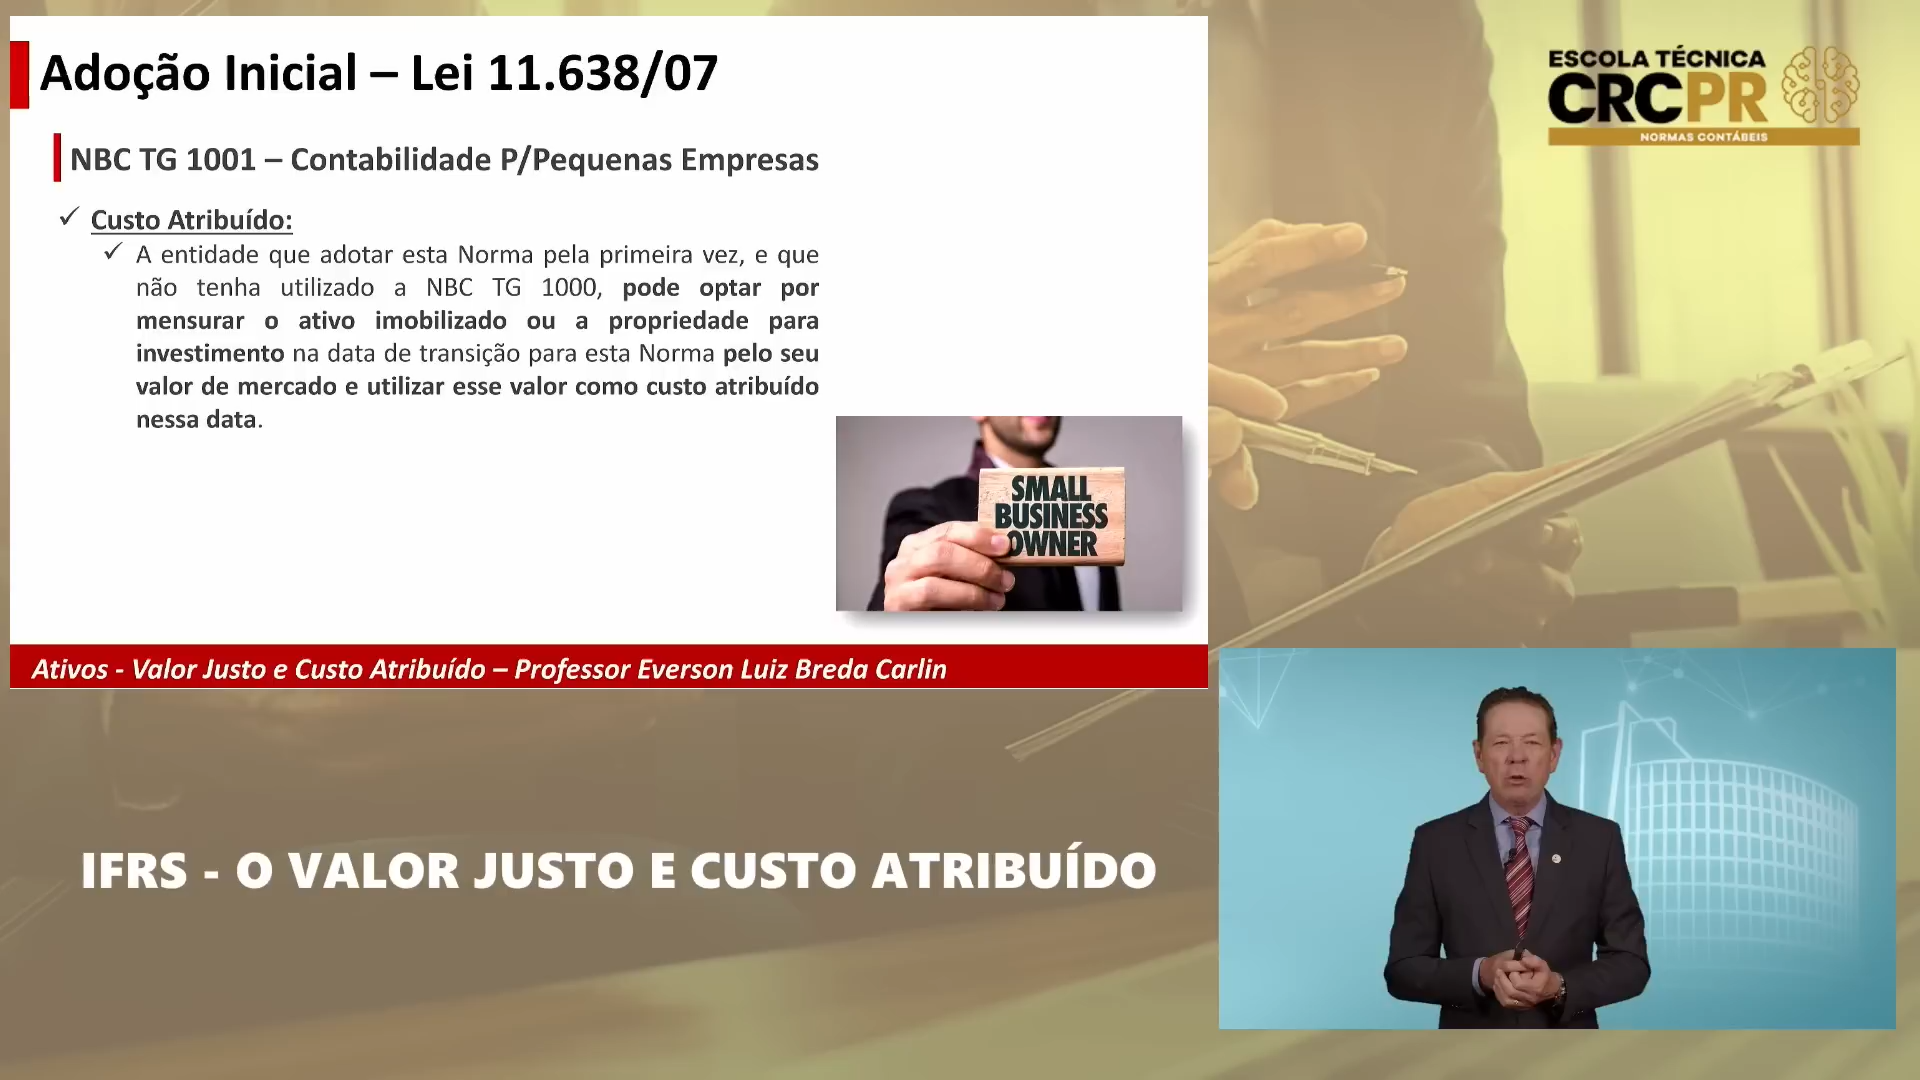 Adoção Inicial – Lei 11.638/07
NBC TG 1001 – Contabilidade P/Pequenas Empresas
Custo Atribuído:
A entidade que adotar esta Norma pela primeira vez, e que
não tenha utilizado a NBC TG 1000, pode optar por
mensurar o ativo imobilizado ou a propriedade para
investimento na data de transição para esta Norma pelo seu
valor de mercado e utilizar esse valor como custo atribuído
nessa data.
SMALL
BUSINESS
OWNER
Ativos - Valor Justo e Custo Atribuído – Professor Everson Luiz Breda Carlin
ESCOLA TÉCNICA
CRCPR
NORMAS CONTÁBEIS
IFRS - O VALOR JUSTO E CUSTO ATRIBUÍDO